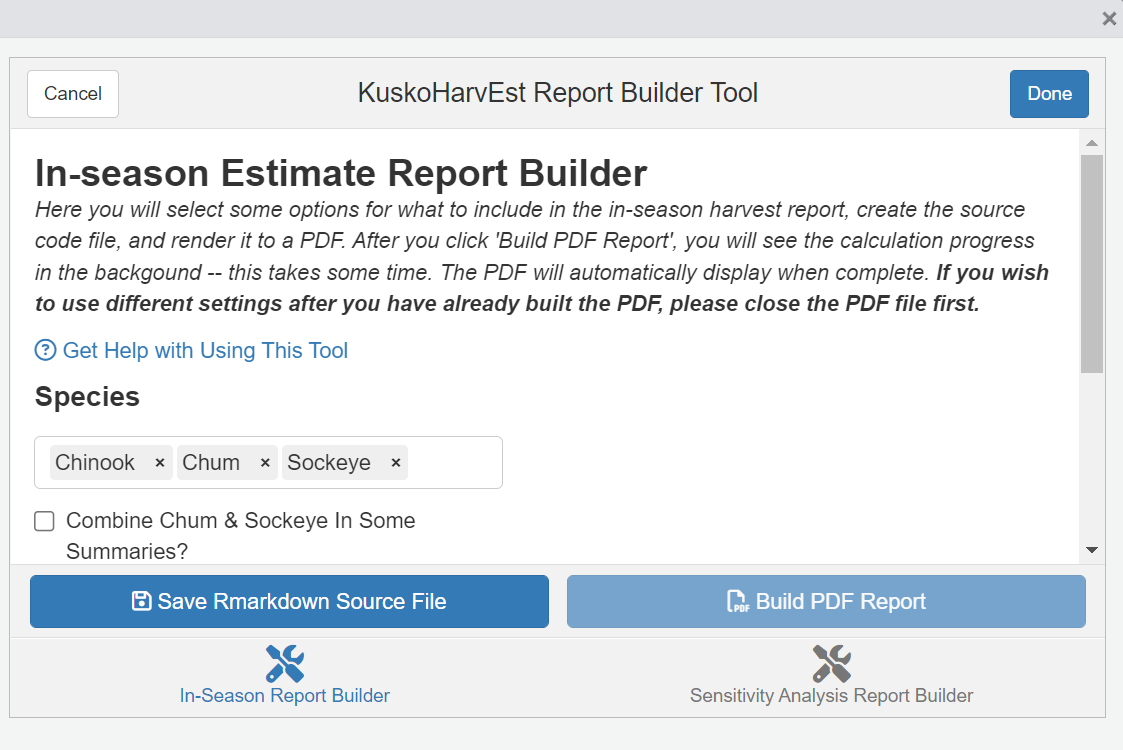 ×
Cancel
KuskoHarvEst Report Builder Tool
Done
In-season Estimate Report Builder
Here you will select some options for what to include in the in-season harvest report, create the source
code file, and render it to a PDF. After you click 'Build PDF Report', you will see the calculation progress
in the backgound -- this takes some time. The PDF will automatically display when complete. If you wish
to use different settings after you have already built the PDF, please close the PDF file first.
Get Help with Using This Tool
Species
Chinook × Chum × Sockeye ×
Combine Chum & Sockeye In Some
Summaries?
Save Rmarkdown Source File
PDF Build PDF Report
In-Season Report Builder
Sensitivity Analysis Report Builder